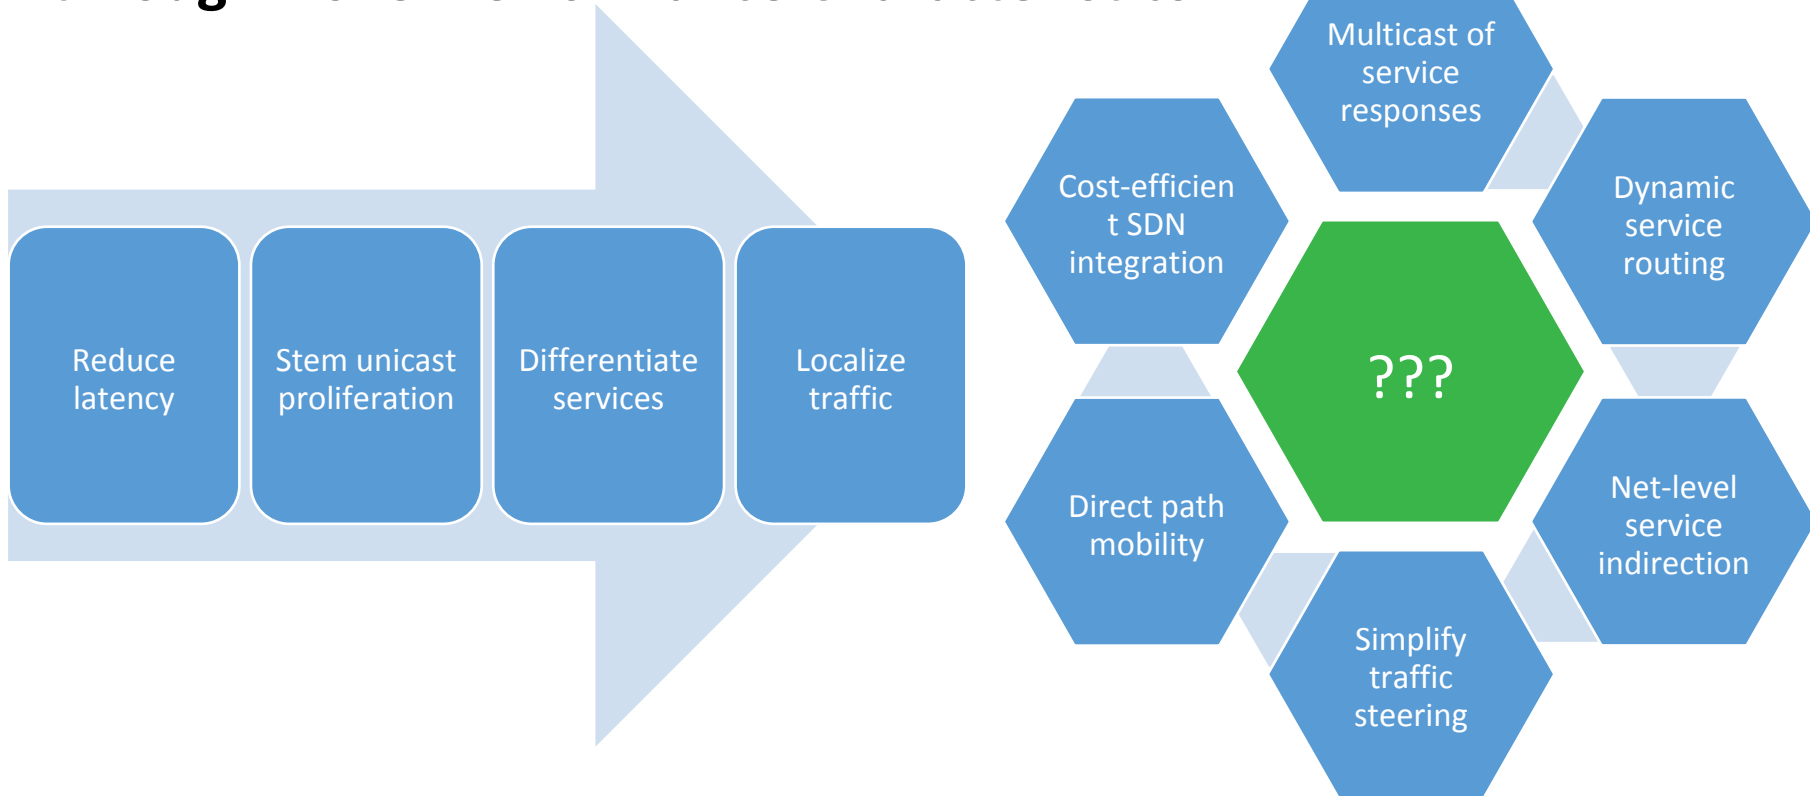 Reduce
latency
Stem unicast
proliferation
Differentiate
services
Localize
traffic
Multicast of
service
responses
Cost-efficien
t SDN
integration
Dynamic
service
routing
???
Direct path
mobility
Net-level
service
indirection
Simplify
traffic
steering